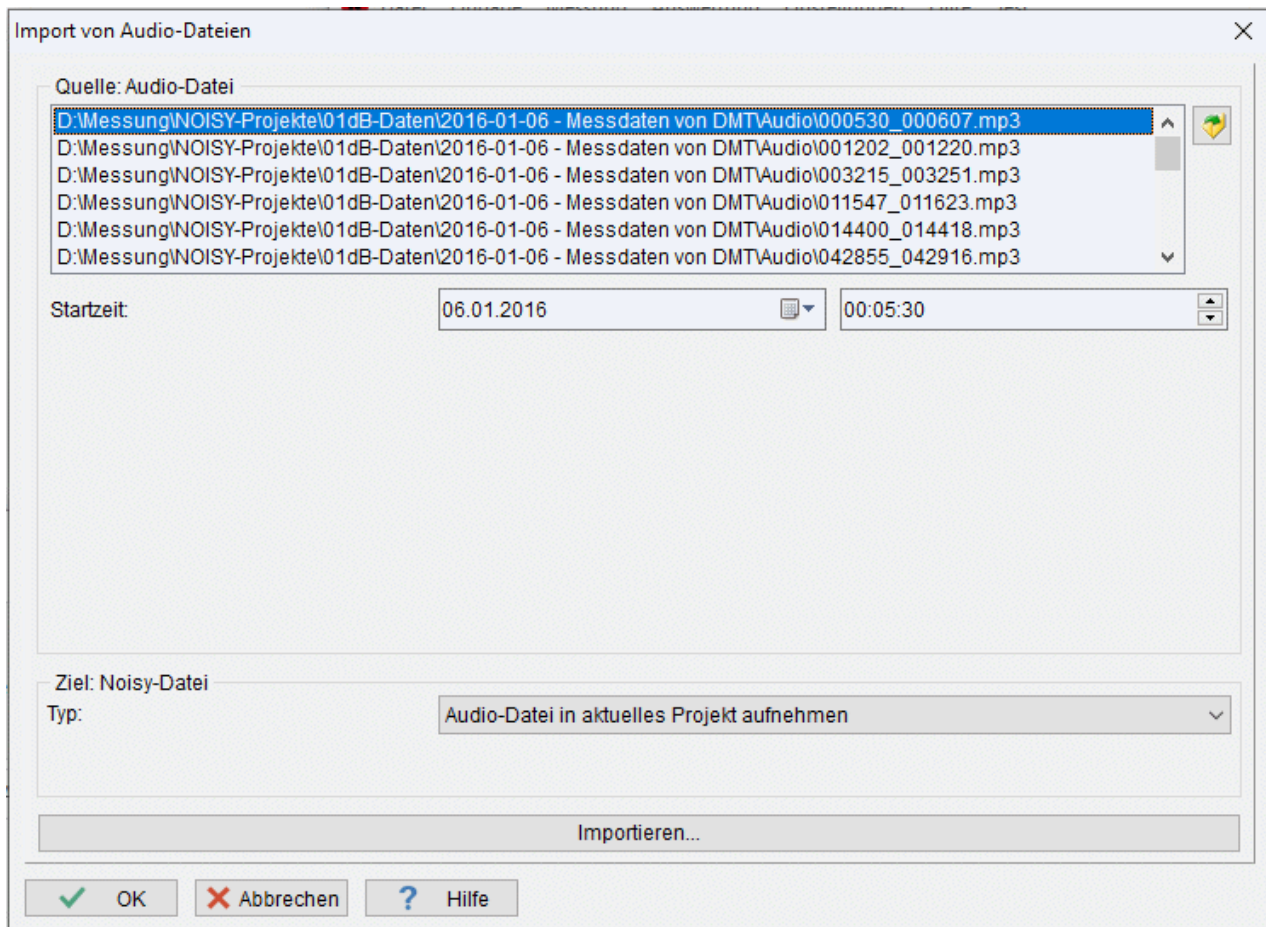 Import von Audio-Dateien
Quelle: Audio-Datei
D:\Messung\NOISY-Projekte\01dB-Daten\2016-01-06 - Messdaten von DMT\Audio\000530_000607.mp3
D:\Messung\NOISY-Projekte\01dB-Daten\2016-01-06 - Messdaten von DMT\Audio\001202_001220.mp3
D:\Messung\NOISY-Projekte\01dB-Daten\2016-01-06 - Messdaten von DMT\Audio\003215_003251.mp3
D:\Messung\NOISY-Projekte\01dB-Daten\2016-01-06 - Messdaten von DMT\Audio\011547_011623.mp3
D:\Messung\NOISY-Projekte\01dB-Daten\2016-01-06 - Messdaten von DMT\Audio\014400_014418.mp3
D:\Messung\NOISY-Projekte\01dB-Daten\2016-01-06 - Messdaten von DMT\Audio\042855_042916.mp3
Startzeit: 06.01.2016 00:05:30
Ziel: Noisy-Datei
Typ: Audio-Datei in aktuelles Projekt aufnehmen
Importieren...
OK Abbrechen ? Hilfe